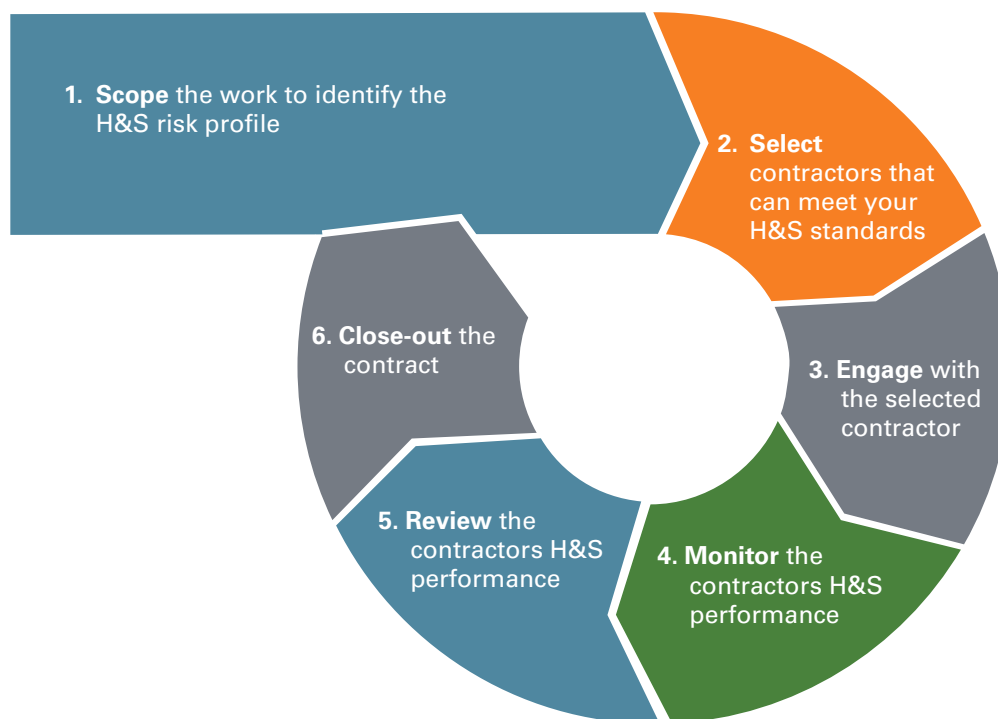 1. Scope the work to identify the
H&S risk profile
2. Select
contractors that
can meet your
H&S standards
3. Engage with
the selected
contractor
4. Monitor the
contractors H&S
performance
5. Review the
contractors H&S
performance
6. Close-out the
contract